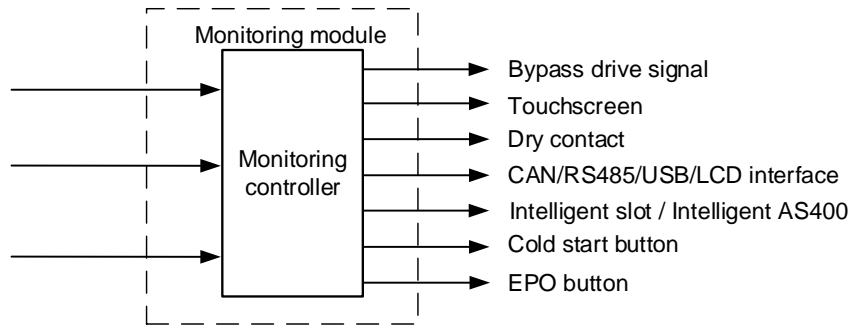 Monitoring module
Monitoring
controller
Bypass drive signal
Touchscreen
Dry contact
CAN/RS485/USB/LCD interface
Intelligent slot / Intelligent AS400
Cold start button
EPO button